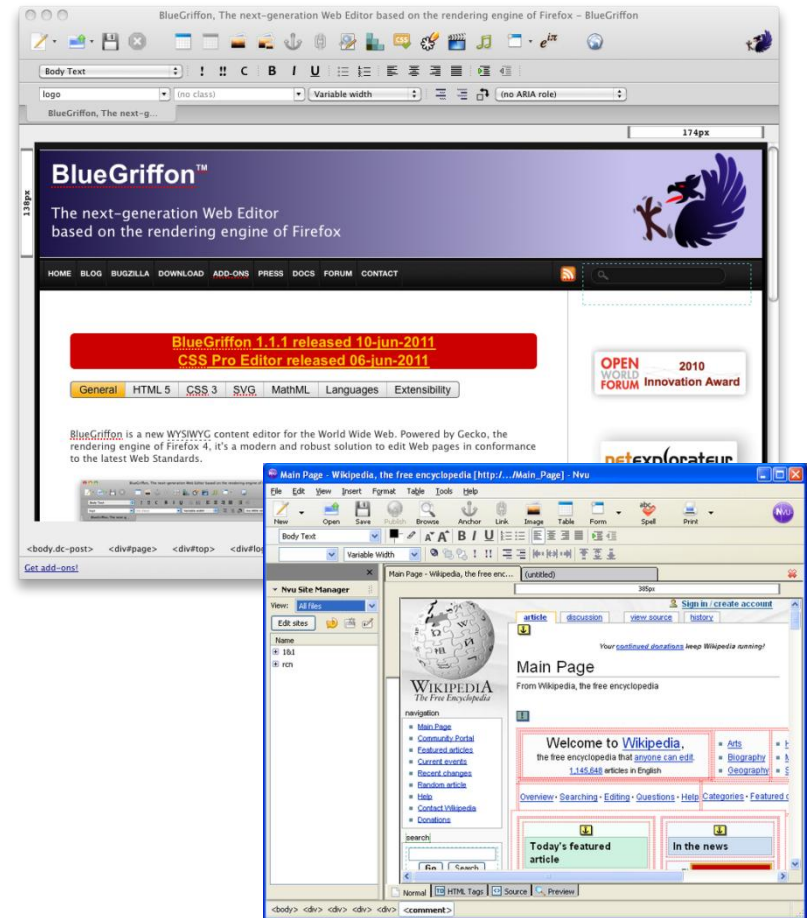 BlueGriffon, The next-generation Web Editor based on the rendering engine of Firefox – BlueGriffon
CSS
e^iπ
Body Text
! !! C B I U
logo
(no class)
Variable width
(no ARIA role)
BlueGriffon, The next-g...
174px
138px
BlueGriffon™
The next-generation Web Editor
based on the rendering engine of Firefox
HOME BLOG BUGZILLA DOWNLOAD ADD-ONS PRESS DOCS FORUM CONTACT
BlueGriffon 1.1.1 released 10-jun-2011
CSS Pro Editor released 06-jun-2011
General HTML 5 CSS 3 SVG MathML Languages Extensibility
OPEN WORLD FORUM
2010
Innovation Award
BlueGriffon is a new WYSIWYG content editor for the World Wide Web. Powered by Gecko, the
rendering engine of Firefox 4, it's a modern and robust solution to edit Web pages in conformance
to the latest Web Standards.
netexplorateur
<body.dc-post> <div#page> <div#top>
Get add-ons!
Main Page - Wikipedia, the free encyclopedia [http:/.../Main_Page] - Nvu
File Edit View Insert Format Table Tools Help
New Open Save Publish Browse Anchor Link Image Table Form Spell Print
Body Text
B I U
Variable Width
! !!
Main Page - Wikipedia, the free enc...
(untitled)
Nvu Site Manager
385px
View: All files
Edit sites
Name
1&1
rcn
Sign in / create account
article discussion view source history
Your continued donations keep Wikipedia running!
Main Page
From Wikipedia, the free encyclopedia
WIKIPEDIA
The Free Encyclopedia
navigation
Main Page
Community Portal
Featured articles
Current events
Recent changes
Random article
Help
Contact Wikipedia
Donations
search
Go Search
Welcome to Wikipedia,
the free encyclopedia that anyone can edit.
1,145,648 articles in English
Arts
Biography
Geography
Overview · Searching · Editing · Questions · Help
Categories · Featured
Today's featured
article
In the news
Normal HTML Tags Source Preview
<body> <div> <div> <div> <div> <comment>